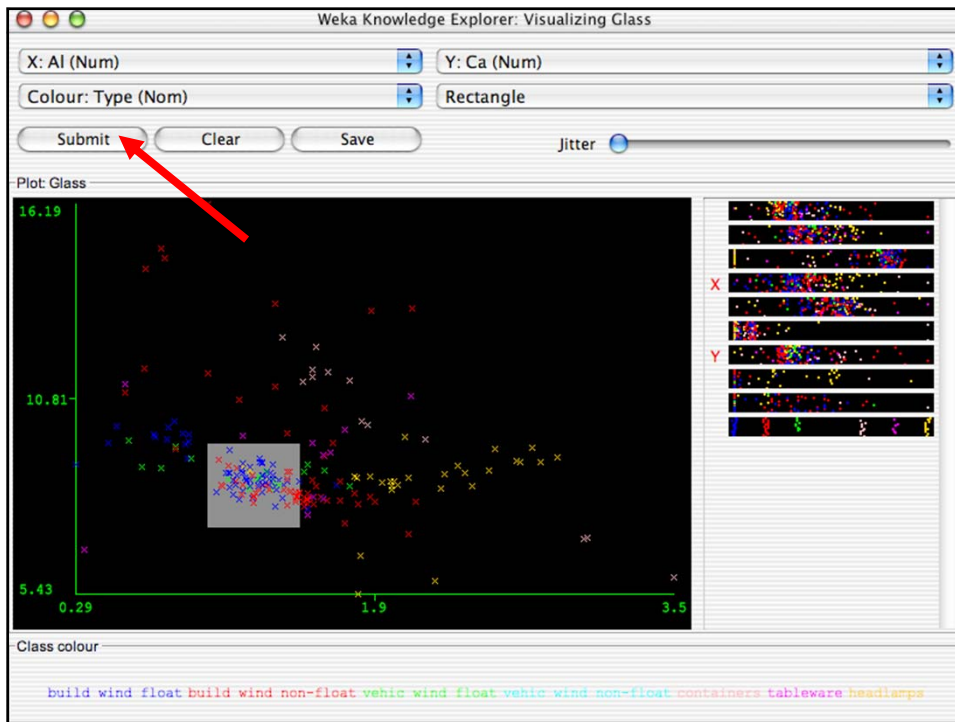 Weka Knowledge Explorer: Visualizing Glass
X: Al (Num) Y: Ca (Num)
Colour: Type (Nom) Rectangle
Submit Clear Save Jitter
Plot: Glass
16.19
X
Y
10.81
5.43
0.29 1.9 3.5
Class colour
build wind float build wind non-float vehic wind float vehic wind non-float containers tableware headlamps